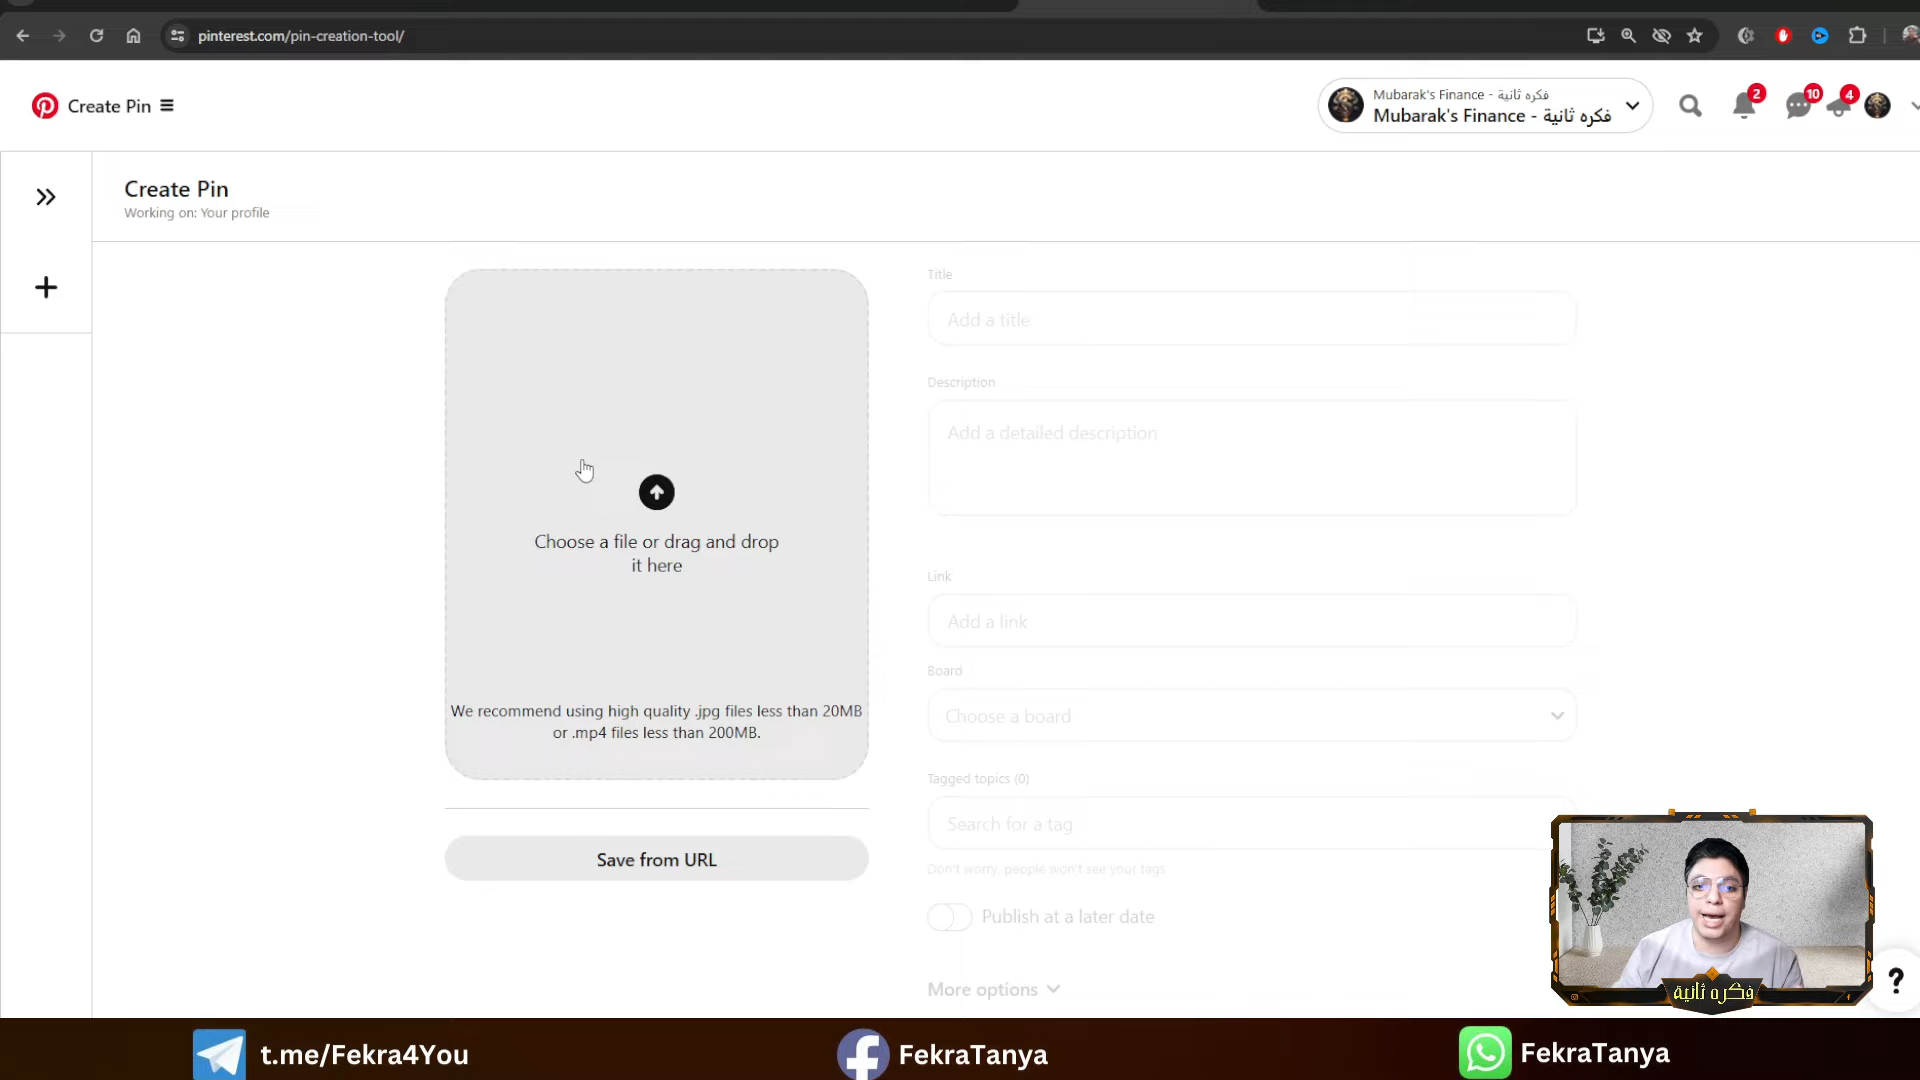 pinterest.com/pin-creation-tool/
Create Pin
Mubarak's Finance - فكره ثانية
Mubarak's Finance - فكره ثانية
2
10
4
Create Pin
Working on: Your profile
Choose a file or drag and drop
it here
We recommend using high quality .jpg files less than 20MB
or .mp4 files less than 200MB.
Save from URL
Title
Add a title
Description
Add a detailed description
Link
Add a link
Board
Choose a board
Tagged topics (0)
Search for a tag
Don't worry, people won't see your tags
Publish at a later date
More options
فكره ثانية
?
t.me/Fekra4You
FekraTanya
FekraTanya